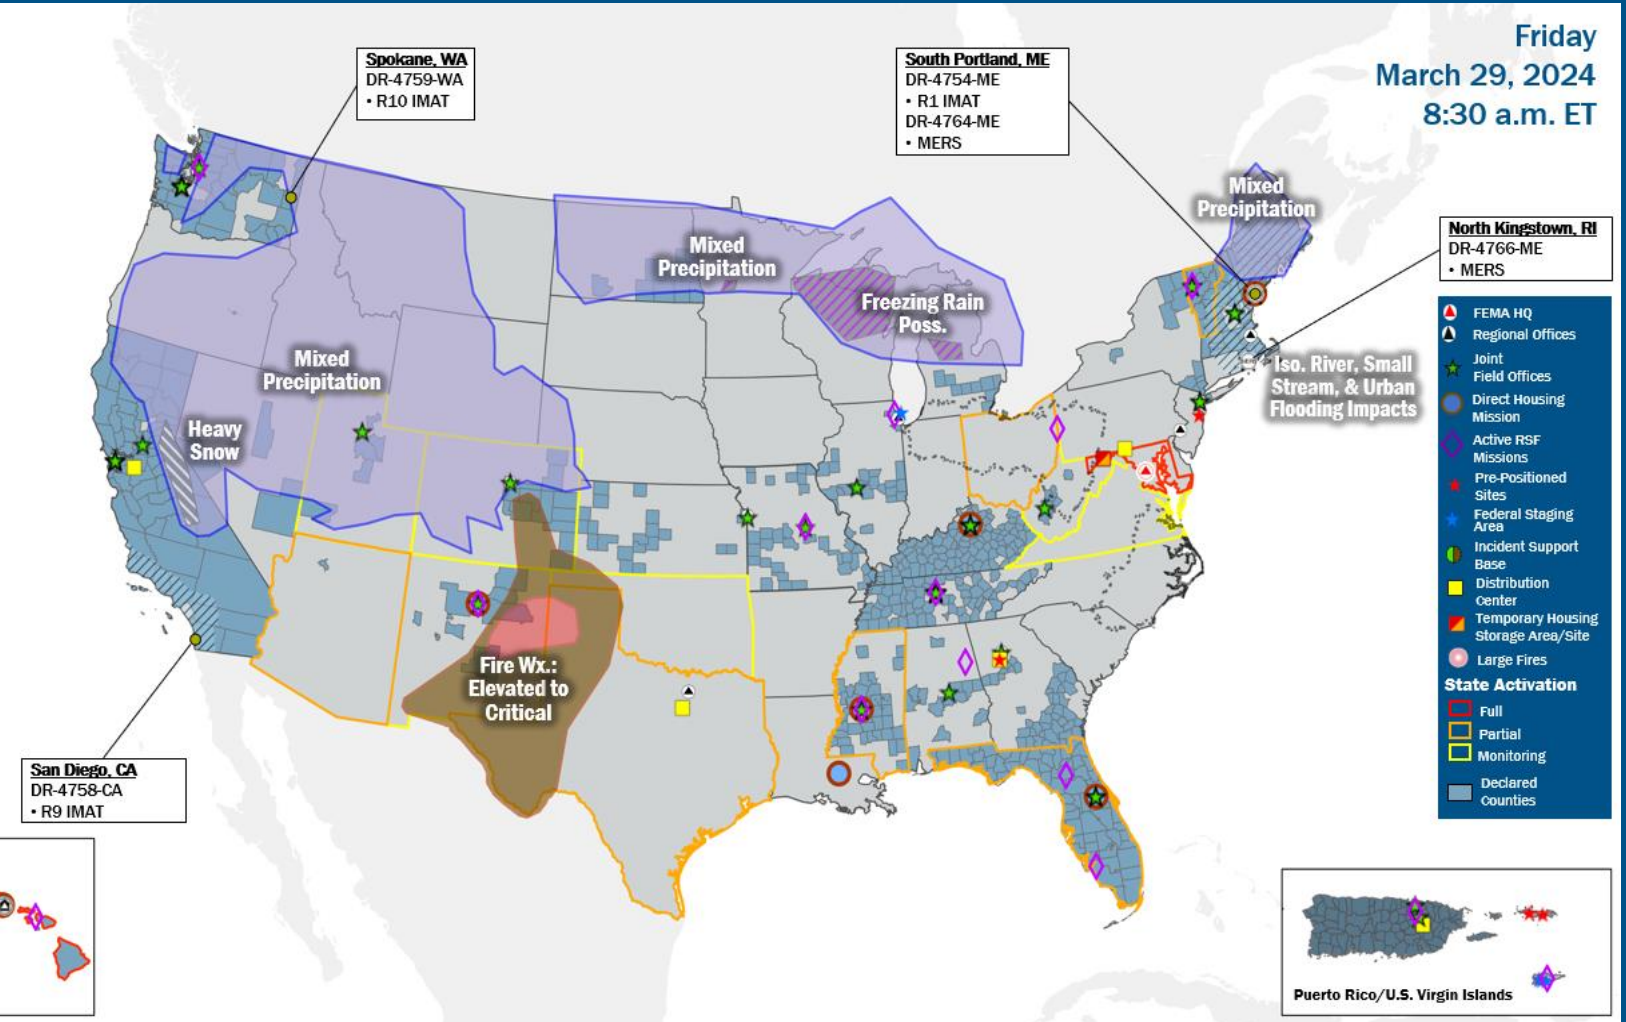 Friday
March 29, 2024
8:30 a.m. ET
Spokane, WA
DR-4759-WA
• R10 IMAT
South Portland, ME
DR-4754-ME
• R1 IMAT
DR-4764-ME
• MERS
North Kingstown, RI
DR-4766-ME
• MERS
Mixed
Precipitation
Mixed
Precipitation
Freezing Rain
Poss.
Mixed
Precipitation
Heavy
Snow
Iso. River, Small
Stream, & Urban
Flooding Impacts
Fire Wx.:
Elevated to
Critical
San Diego, CA
DR-4758-CA
• R9 IMAT
FEMA HQ
Regional Offices
Joint
Field Offices
Direct Housing
Mission
Active RSF
Missions
Pre-Positioned
Sites
Federal Staging
Area
Incident Support
Base
Distribution
Center
Temporary Housing
Storage Area/Site
Large Fires
State Activation
Full
Partial
Monitoring
Declared
Counties
Puerto Rico/U.S. Virgin Islands